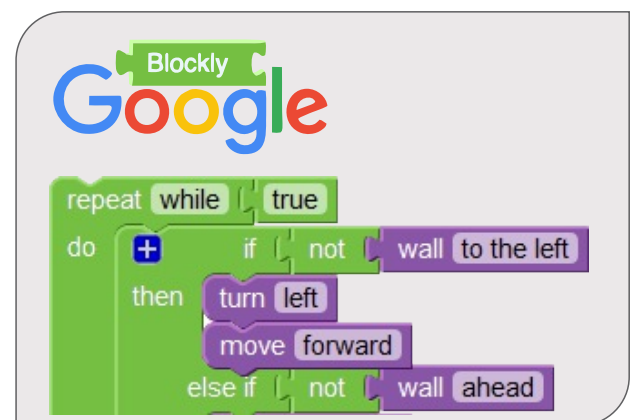 Blockly
Google
repeat while true
do if not wall to the left
then turn left
move forward
else if not wall ahead